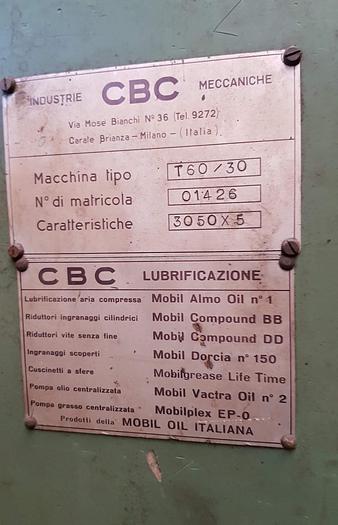 INDUSTRIE CBC MECCANICHE
Via Mosè Bianchi N° 36 (Tel. 9272)
Carate Brianza - Milano - (Italia)
Macchina tipo T60/30
N° di matricola 01426
Caratteristiche 3050X5
CBC LUBRIFICAZIONE
Lubrificazione aria compressa Mobil Almo Oil n° 1
Riduttori ingranaggi cilindrici Mobil Compound BB
Riduttori vite senza fine Mobil Compound DD
Ingranaggi scoperti Mobil Dorcia n° 150
Cuscinetti a sfere Mobilgrease Life Time
Pompa olio centralizzata Mobil Vactra Oil n° 2
Pompa grasso centralizzata Mobilplex EP-0
Prodotti della MOBIL OIL ITALIANA